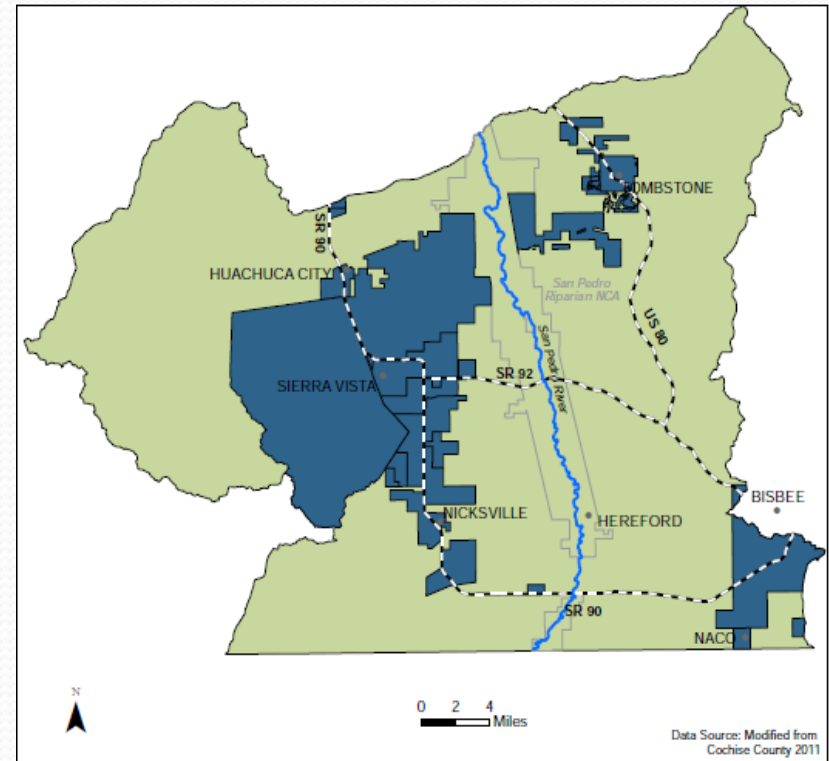 TOMBSTONE
SR 90
HUACHUCA CITY
San Pedro
Riparian NCA
US 80
San Pedro River
SR 92
SIERRA VISTA
BISBEE
NICKSVILLE
HEREFORD
SR 90
NACO
N
0 2 4
Miles
Data Source: Modified from
Cochise County 2011